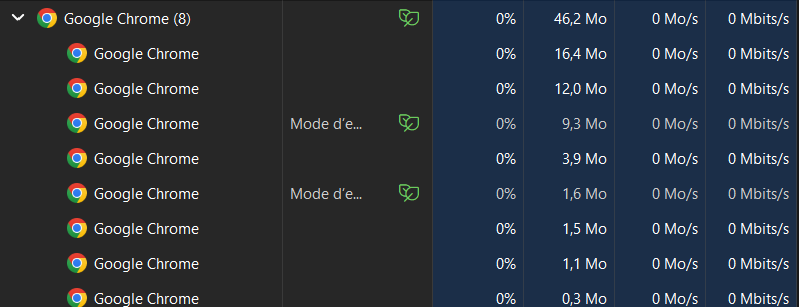 Google Chrome (8) 0% 46,2 Mo 0 Mo/s 0 Mbits/s
Google Chrome 0% 16,4 Mo 0 Mo/s 0 Mbits/s
Google Chrome 0% 12,0 Mo 0 Mo/s 0 Mbits/s
Google Chrome Mode d'e... 0% 9,3 Mo 0 Mo/s 0 Mbits/s
Google Chrome 0% 3,9 Mo 0 Mo/s 0 Mbits/s
Google Chrome Mode d'e... 0% 1,6 Mo 0 Mo/s 0 Mbits/s
Google Chrome 0% 1,5 Mo 0 Mo/s 0 Mbits/s
Google Chrome 0% 1,1 Mo 0 Mo/s 0 Mbits/s
Google Chrome 0% 0,3 Mo 0 Mo/s 0 Mbits/s